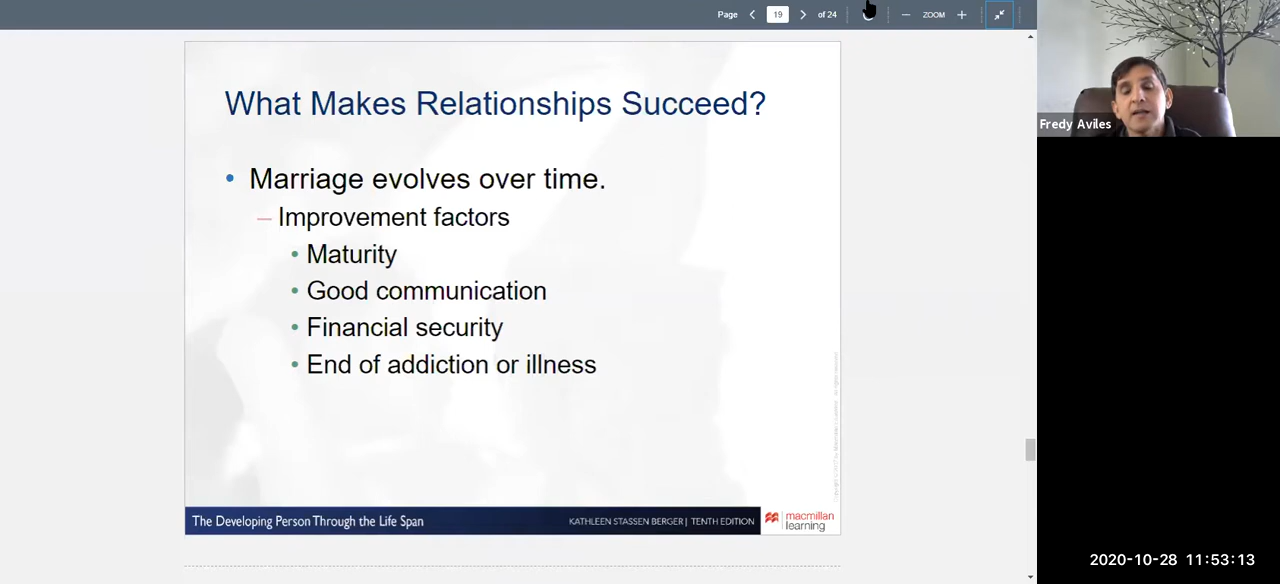 Page 19 of 24 ZOOM
Fredy Aviles
What Makes Relationships Succeed?
• Marriage evolves over time.
– Improvement factors
• Maturity
• Good communication
• Financial security
• End of addiction or illness
The Developing Person Through the Life Span
KATHLEEN STASSEN BERGER | TENTH EDITION
macmillan
learning
2020-10-28 11:53:13